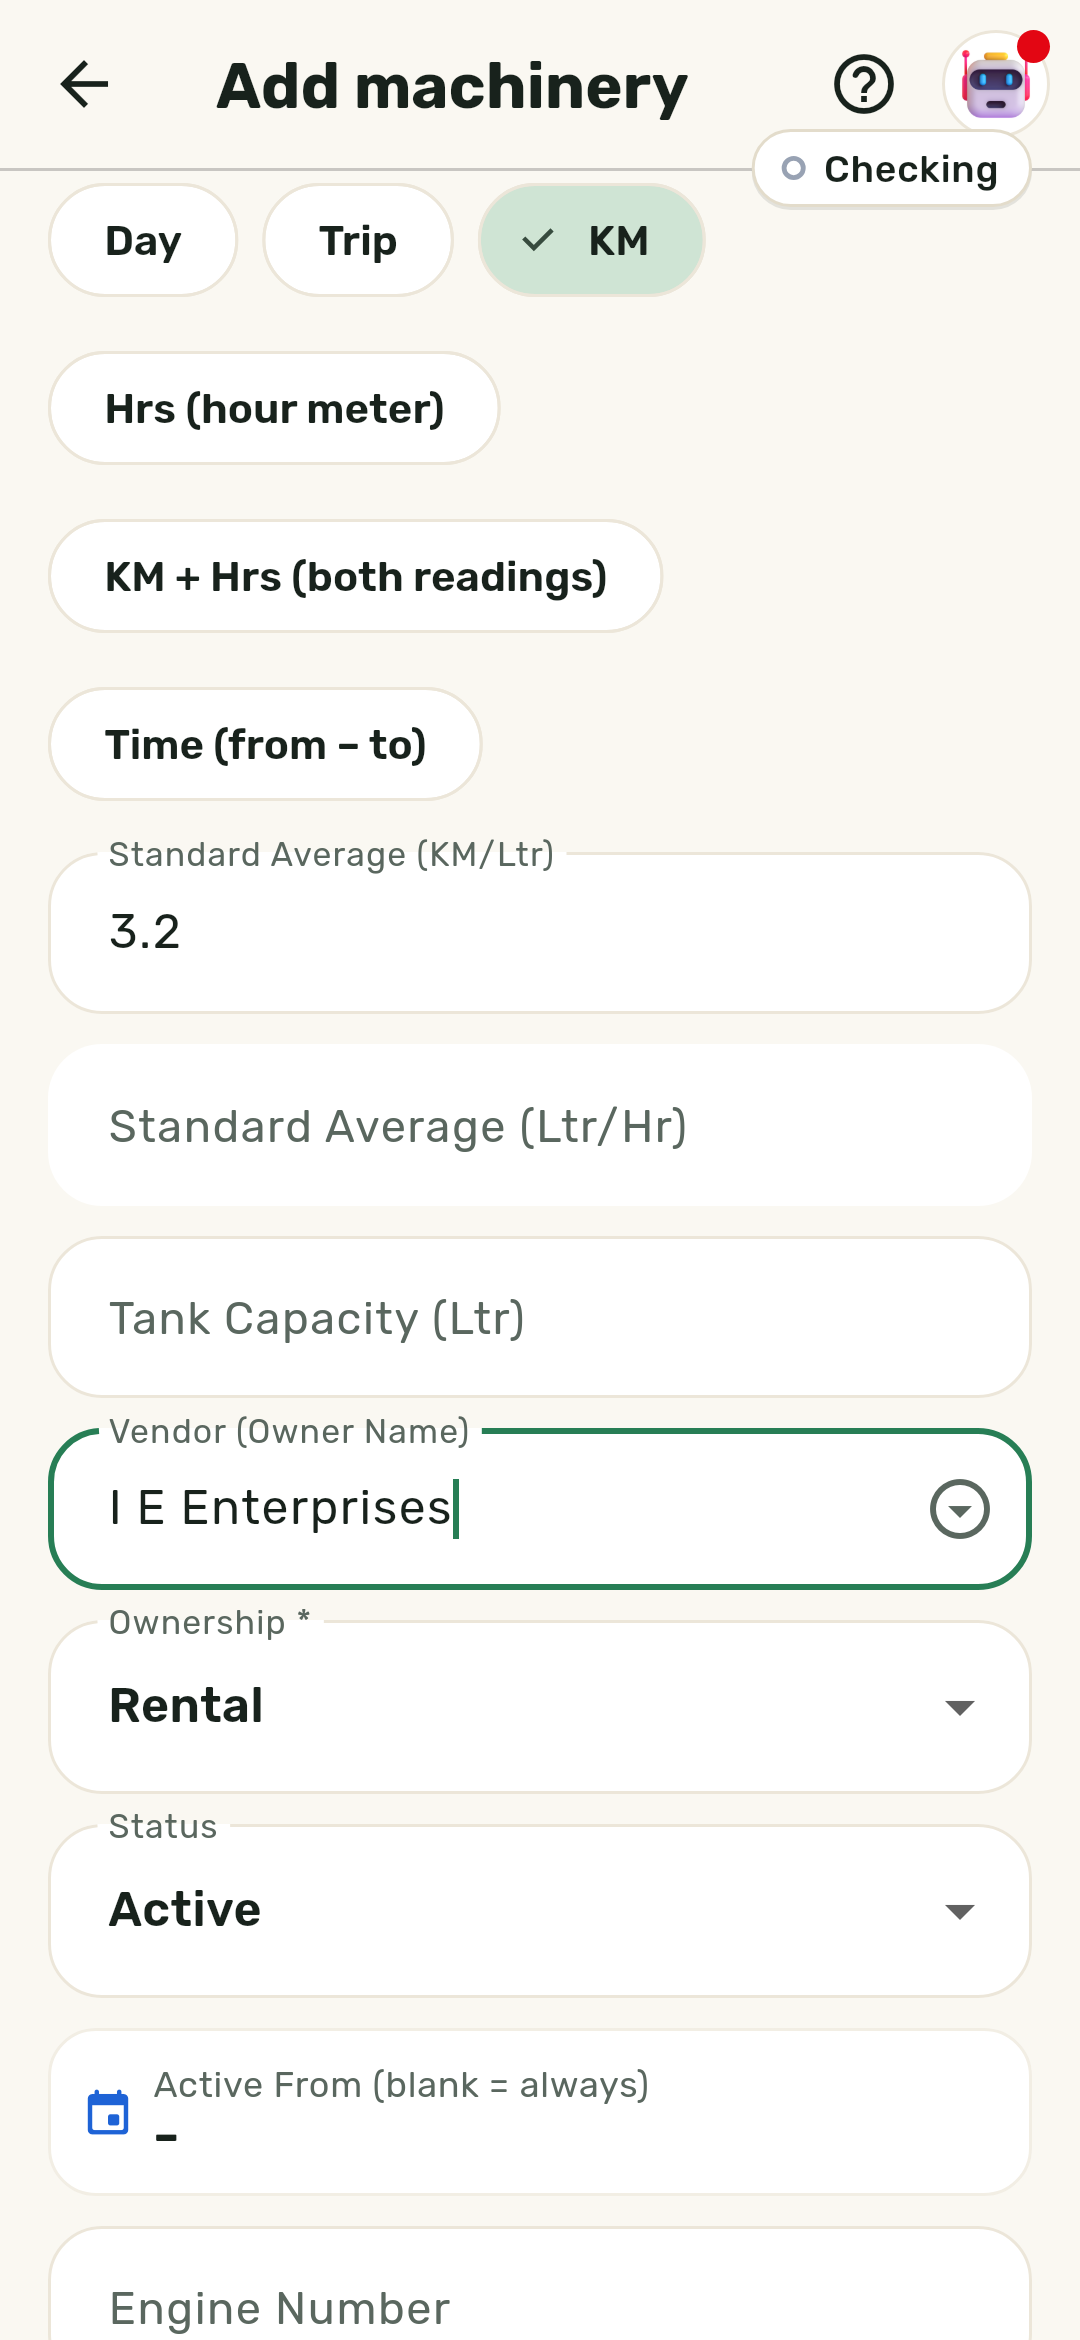 Add machinery
Checking
Day
Trip
KM
Hrs (hour meter)
KM + Hrs (both readings)
Time (from – to)
Standard Average (KM/Ltr)
3.2
Standard Average (Ltr/Hr)
Tank Capacity (Ltr)
Vendor (Owner Name)
I E Enterprises
Ownership *
Rental
Status
Active
Active From (blank = always)
–
Engine Number